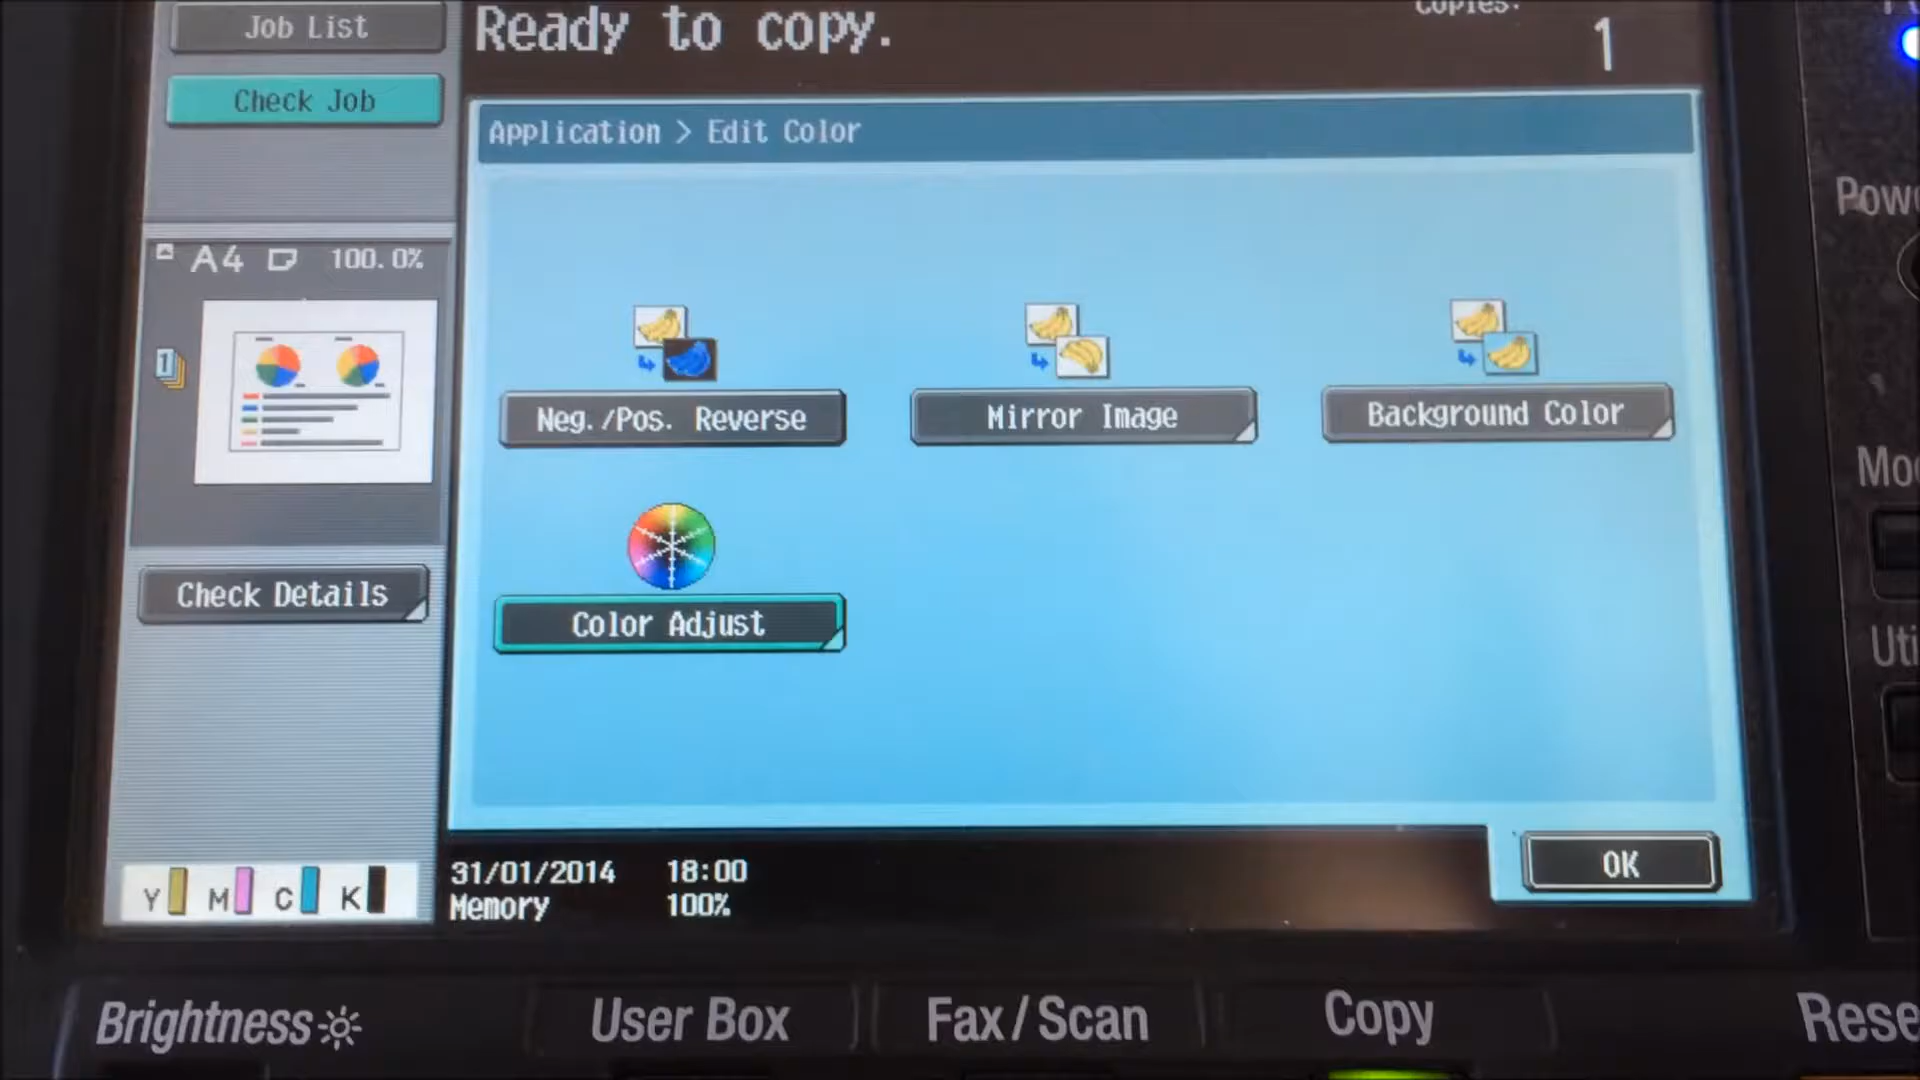 Job List
Ready to copy.
Copies:
1
Check Job
Application > Edit Color
A4 100.0%
1
Neg./Pos. Reverse
Mirror Image
Background Color
Check Details
Color Adjust
Y M C K
31/01/2014 18:00
Memory 100%
OK
Brightness
User Box
Fax/Scan
Copy